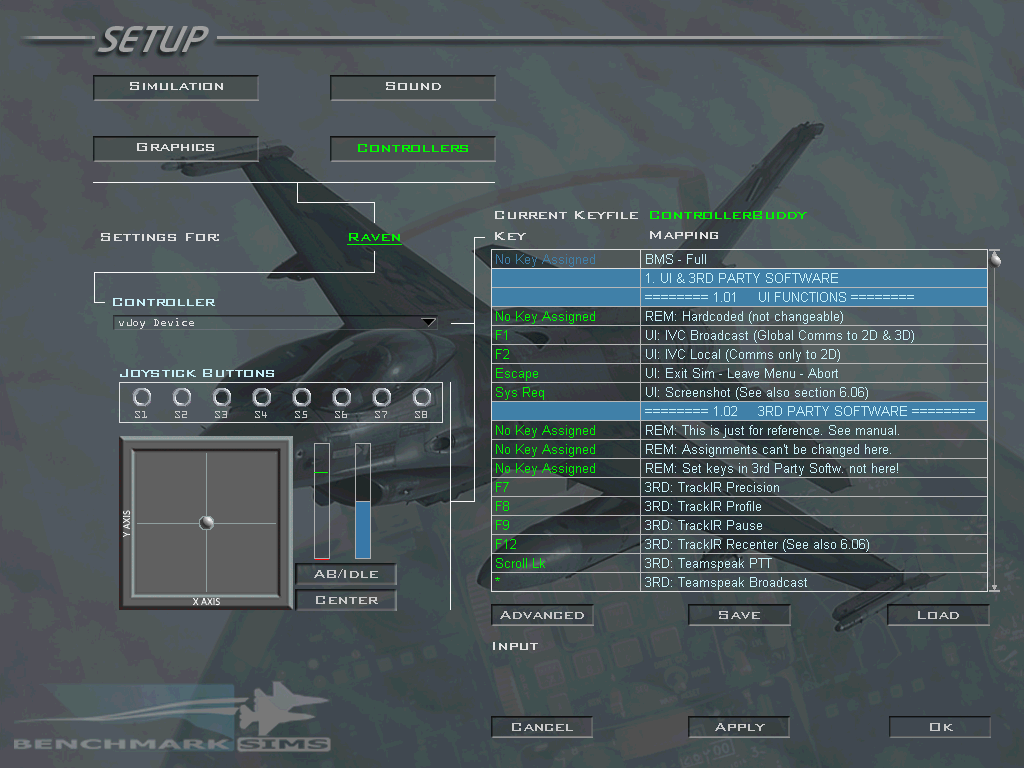 SETUP
SIMULATION
SOUND
GRAPHICS
CONTROLLERS
SETTINGS FOR:
RAVEN
CURRENT KEYFILE CONTROLLERBUDDY
KEY
MAPPING
CONTROLLER
vJoy Device
JOYSTICK BUTTONS
S1 S2 S3 S4 S5 S6 S7 S8
Y AXIS
X AXIS
AB/IDLE
CENTER
No Key Assigned BMS - Full
1. UI & 3RD PARTY SOFTWARE
======== 1.01 UI FUNCTIONS ========
No Key Assigned REM: Hardcoded (not changeable)
F1 UI: IVC Broadcast (Global Comms to 2D & 3D)
F2 UI: IVC Local (Comms only to 2D)
Escape UI: Exit Sim - Leave Menu - Abort
Sys Req UI: Screenshot (See also section 6.06)
======== 1.02 3RD PARTY SOFTWARE ========
No Key Assigned REM: This is just for reference. See manual.
No Key Assigned REM: Assignments can't be changed here.
No Key Assigned REM: Set keys in 3rd Party Softw. not here!
F7 3RD: TrackIR Precision
F8 3RD: TrackIR Profile
F9 3RD: TrackIR Pause
F12 3RD: TrackIR Recenter (See also 6.06)
Scroll Lk 3RD: Teamspeak PTT
* 3RD: Teamspeak Broadcast
ADVANCED
SAVE
LOAD
INPUT
CANCEL
APPLY
OK
BENCHMARK SIMS